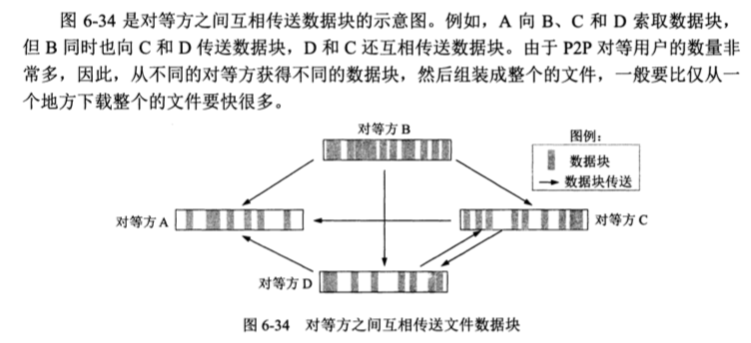 图 6-34 是对等方之间互相传送数据块的示意图。例如，A 向 B、C 和 D 索取数据块，
但 B 同时也向 C 和 D 传送数据块，D 和 C 还互相传送数据块。由于 P2P 对等用户的数量非
常多，因此，从不同的对等方获得不同的数据块，然后组装成整个的文件，一般要比仅从一
个地方下载整个的文件要快很多。
对等方 B
图例：
数据块
数据块传送
对等方 A
对等方 C
对等方 D
图 6-34 对等方之间互相传送文件数据块